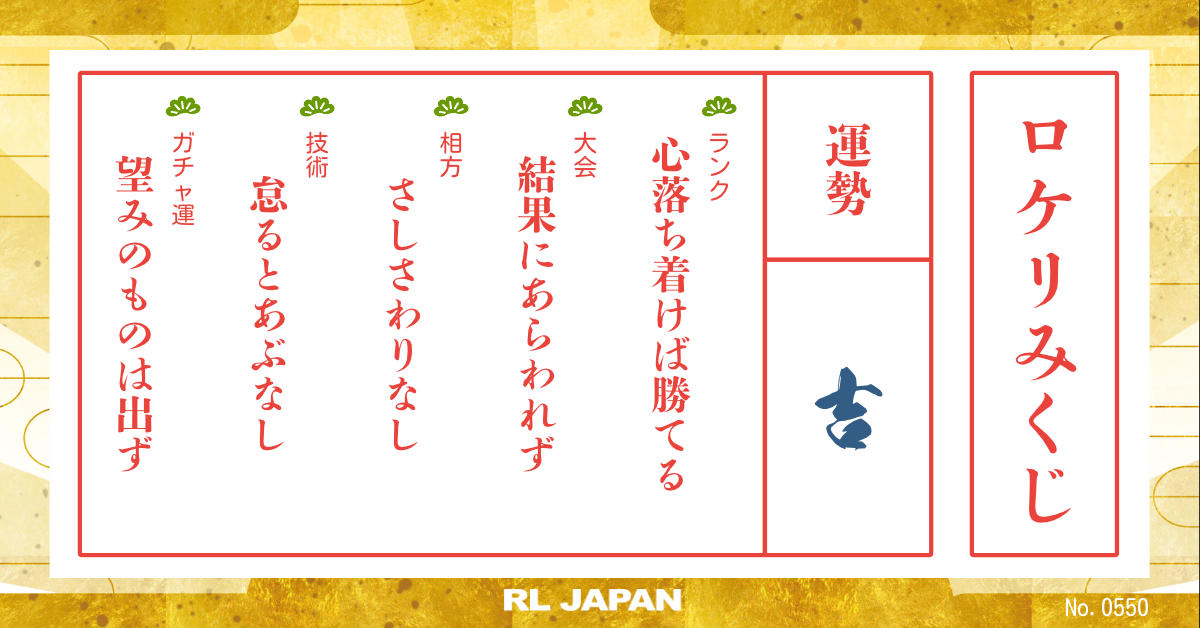 ロケリみくじ
運勢
吉
ランク
心落ち着けば勝てる
大会
結果にあらわれず
相方
さしさわりなし
技術
怠るとあぶなし
ガチャ運
望みのものは出ず
RL JAPAN
No. 0550